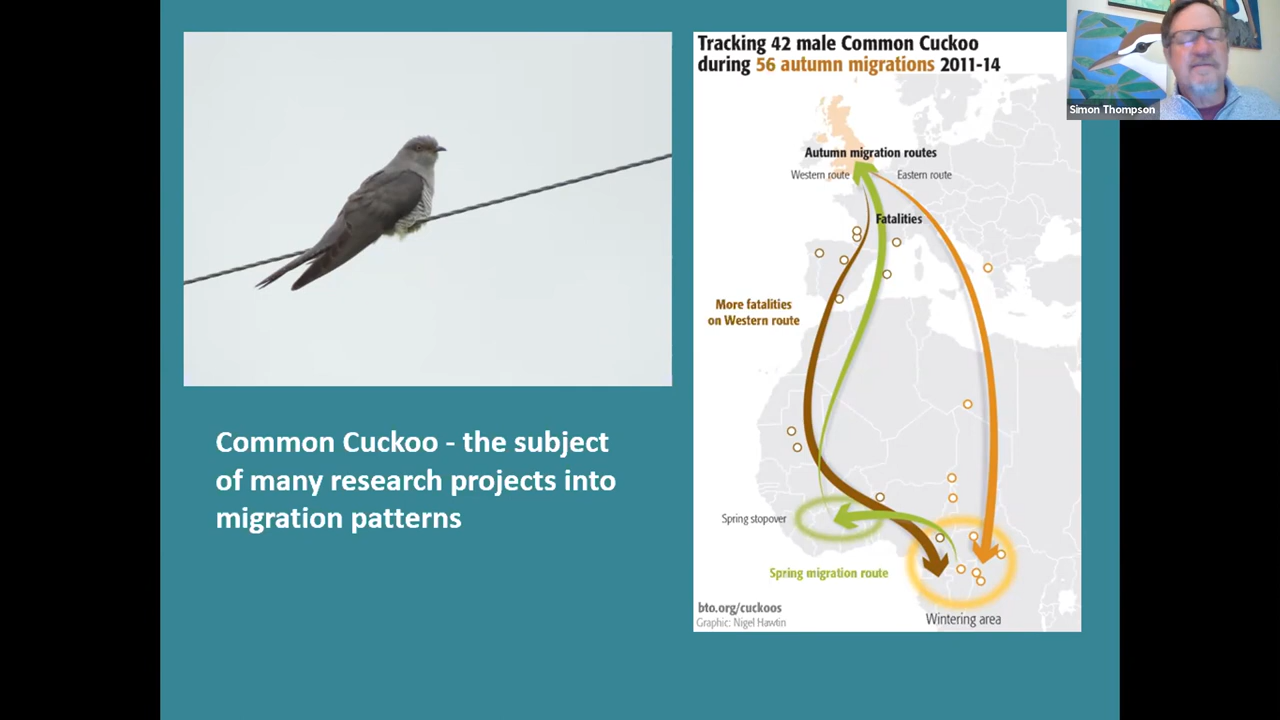 Tracking 42 male Common Cuckoo
during 56 autumn migrations 2011-14
Simon Thompson
Autumn migration routes
Western route
Eastern route
Fatalities
More fatalities
on Western route
Common Cuckoo - the subject
of many research projects into
migration patterns
Spring stopover
Spring migration route
bto.org/cuckoos
Graphic: Nigel Hawtin
Wintering area